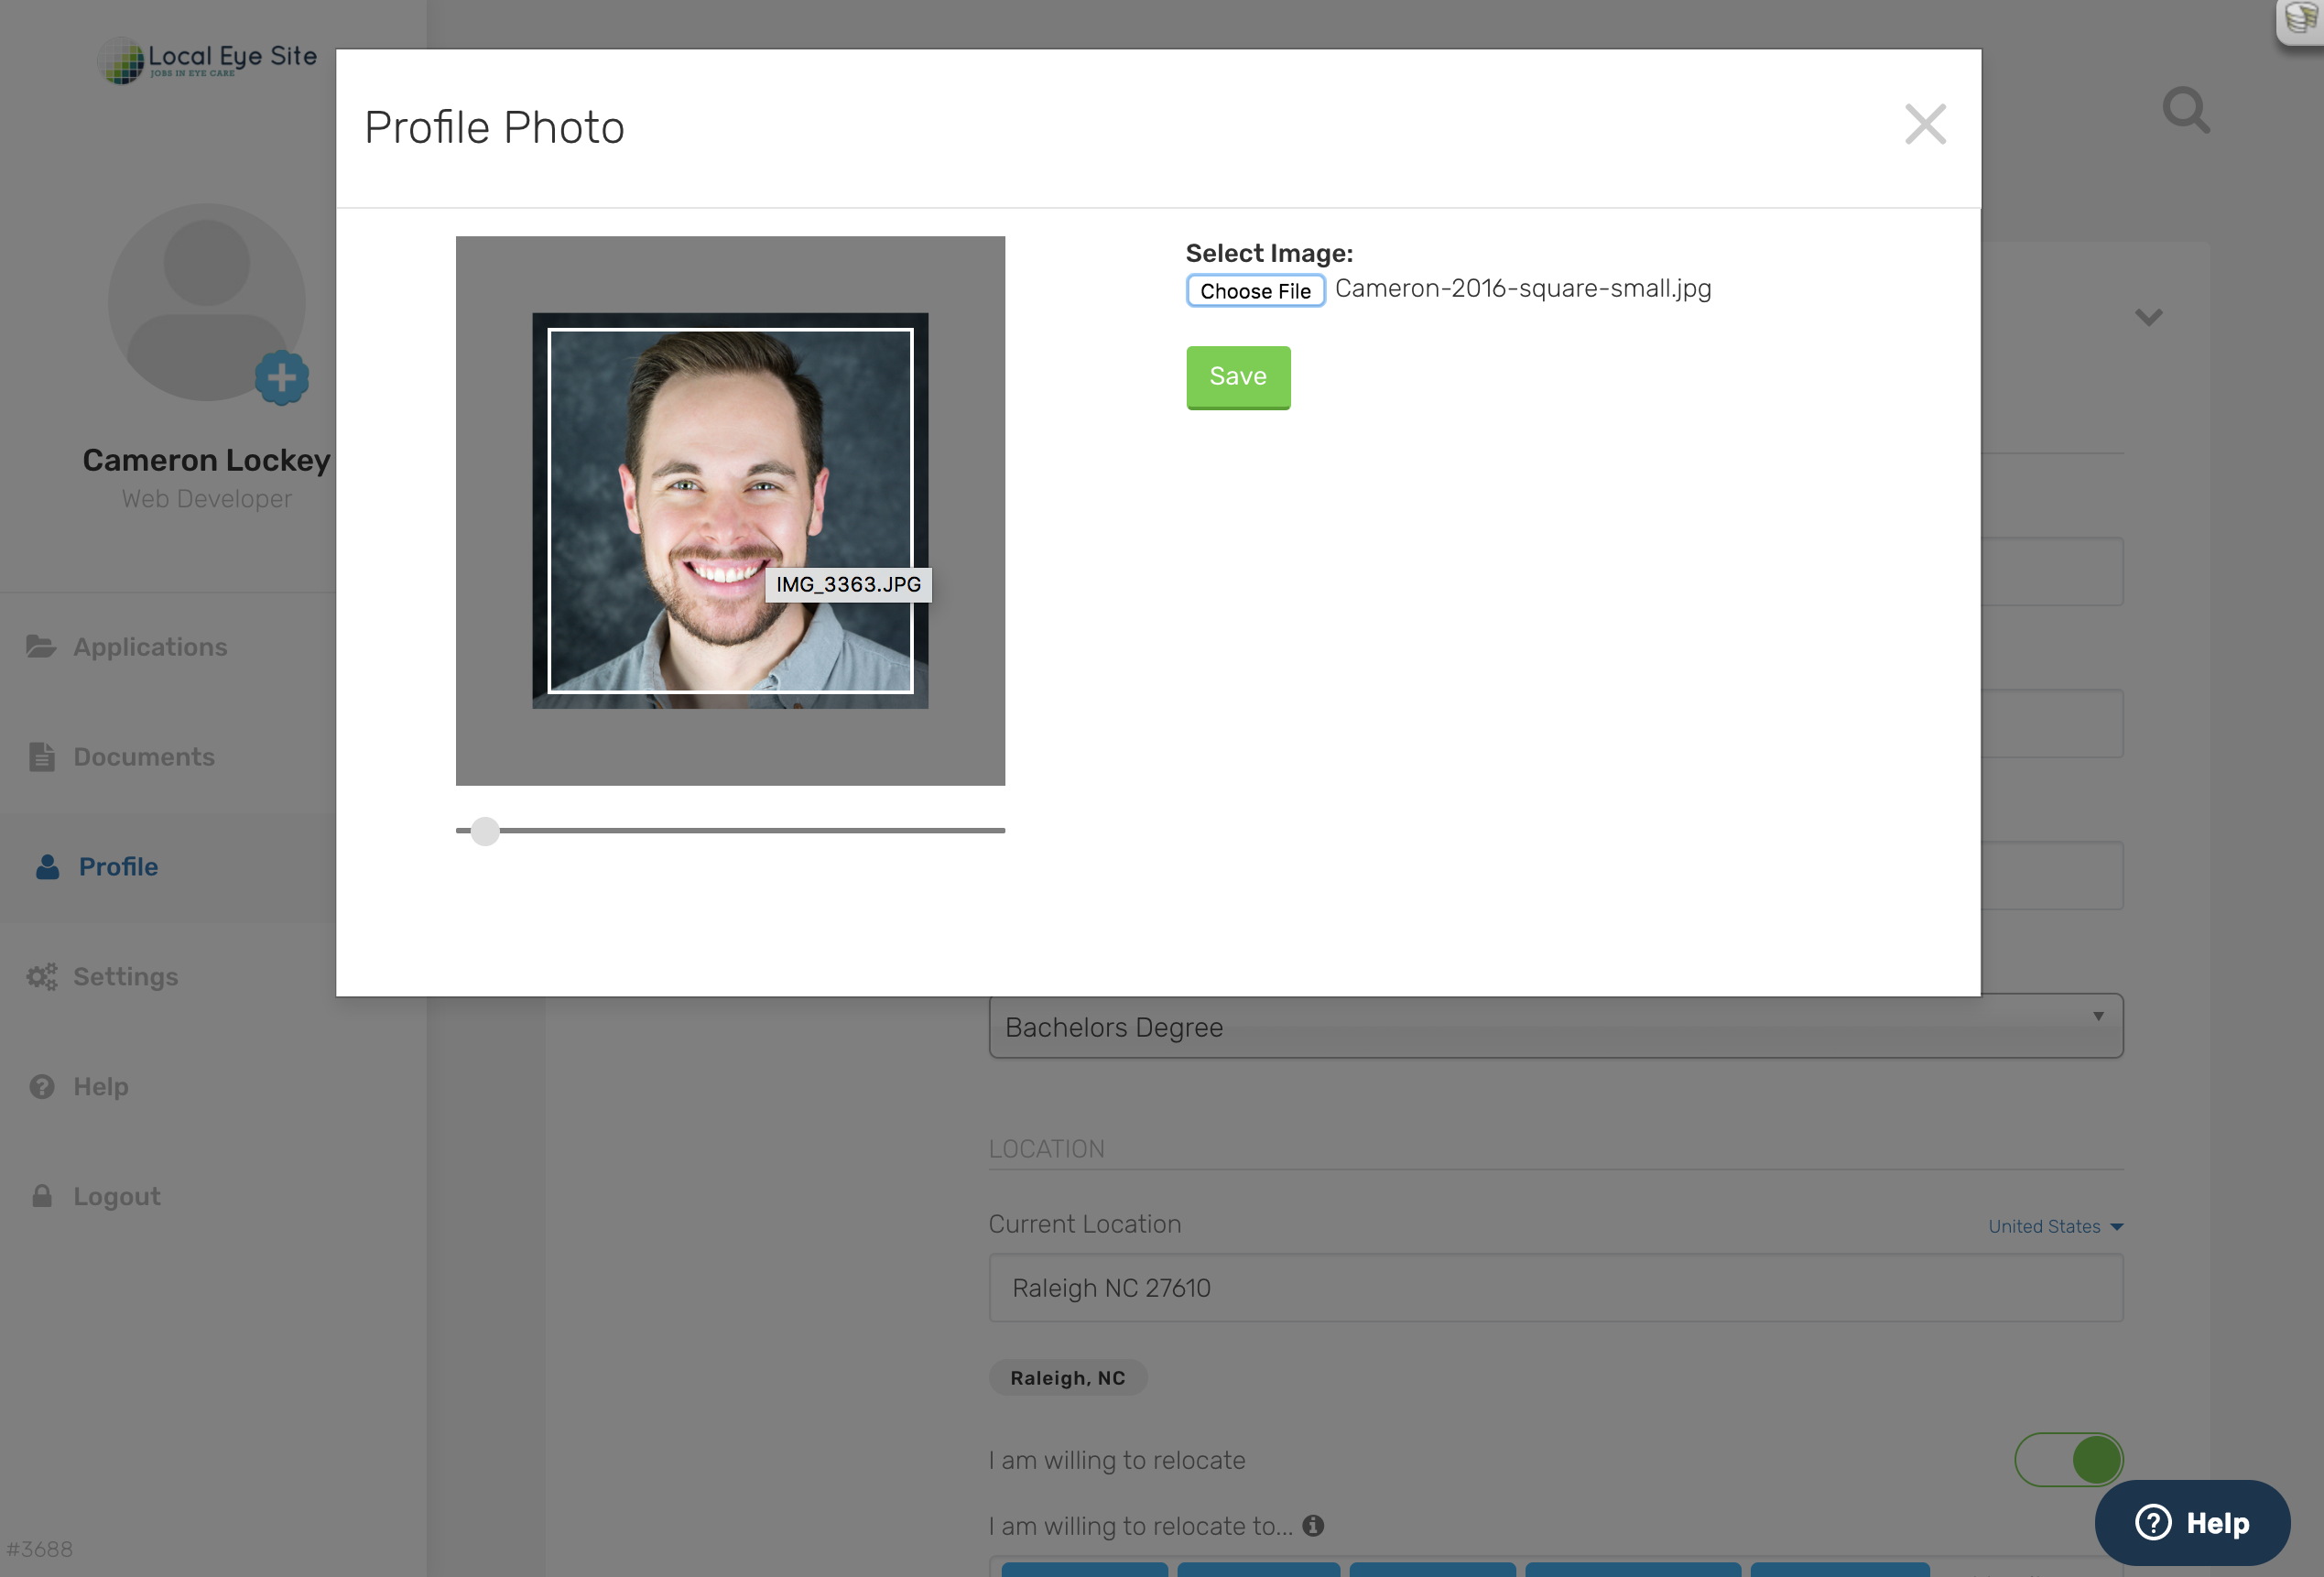 Local Eye Site
JOBS IN EYE CARE
Cameron Lockey
Web Developer
Applications
Documents
Profile
Settings
Help
Logout
#3688
Profile Photo
IMG_3363.JPG
Select Image:
Choose File Cameron-2016-square-small.jpg
Save
Bachelors Degree
LOCATION
Current Location
United States
Raleigh NC 27610
Raleigh, NC
I am willing to relocate
I am willing to relocate to...
Help